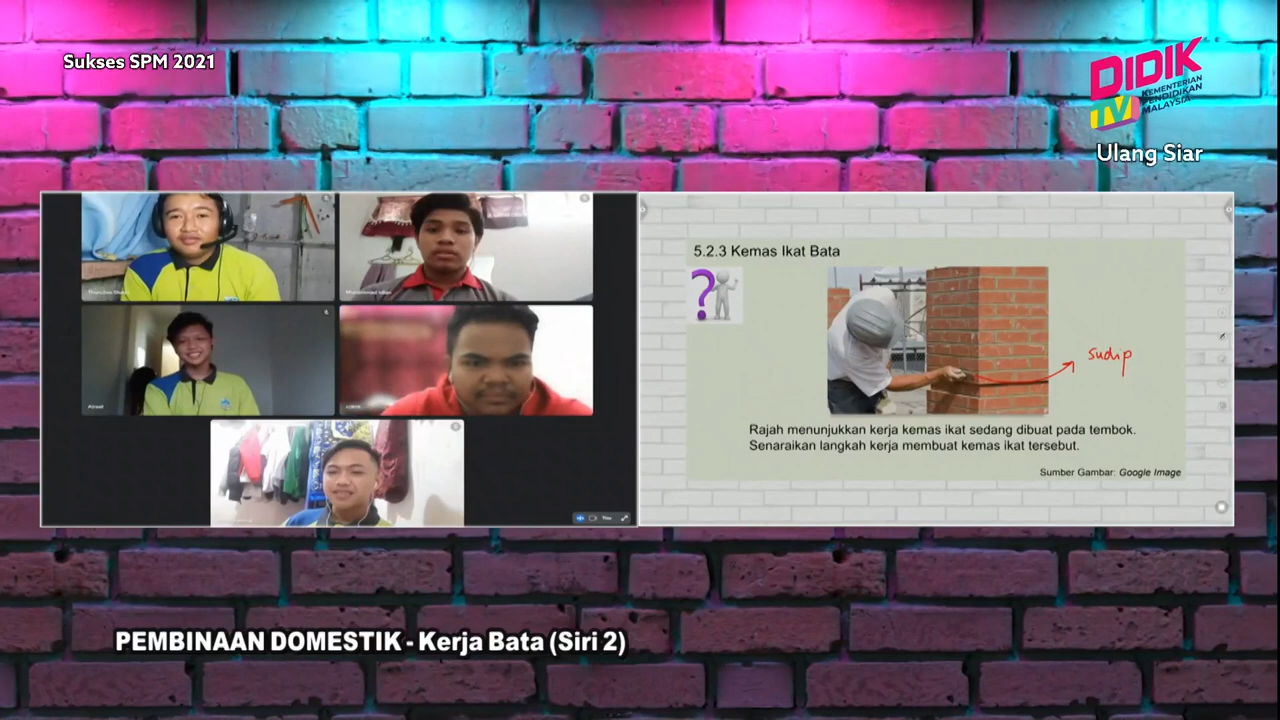 Sukses SPM 2021
DIDIK
TV
KEMENTERIAN
PENDIDIKAN
MALAYSIA
Ulang Siar
5.2.3 Kemas Ikat Bata
?
sudip
Rajah menunjukkan kerja kemas ikat sedang dibuat pada tembok.
Senaraikan langkah kerja membuat kemas ikat tersebut.
Sumber Gambar: Google Image
You
PEMBINAAN DOMESTIK - Kerja Bata (Siri 2)